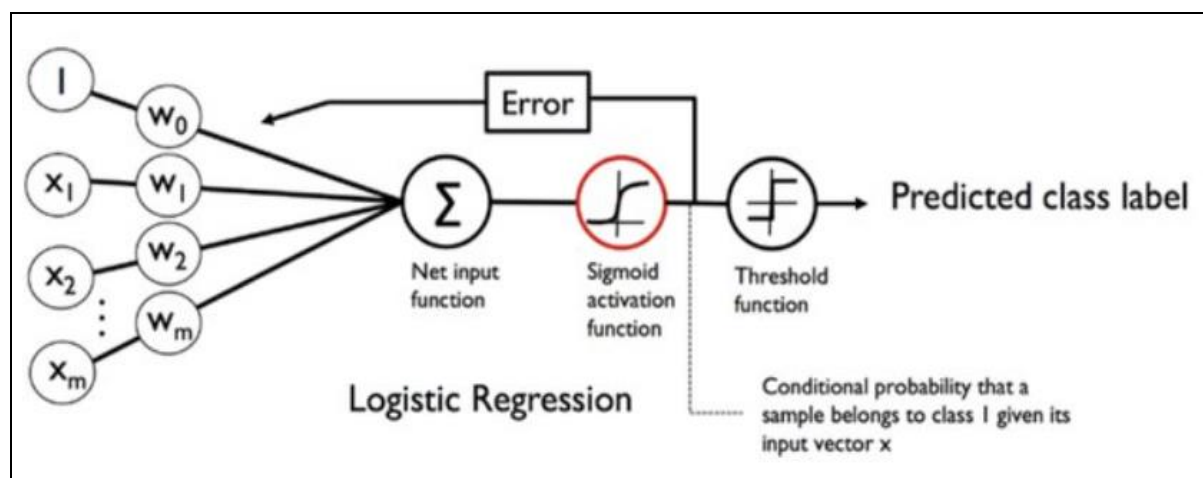 1
w0
x1
w1
x2
w2
wm
xm
Error
Σ
Net input
function
Sigmoid
activation
function
Threshold
function
Predicted class label
Logistic Regression
Conditional probability that a
sample belongs to class 1 given its
input vector x